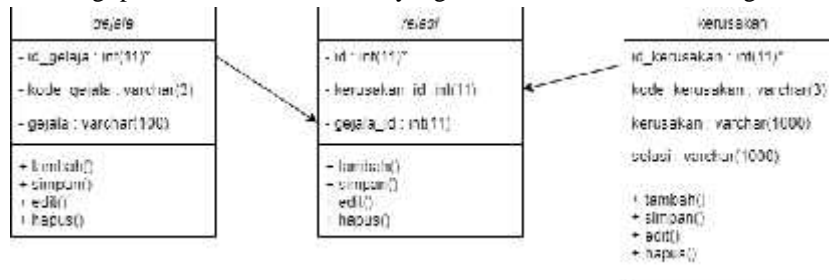 gejala
- id_gejala : int(11)*
- kode_gejala : varchar(3)
- gejala : varchar(100)
+ tambah()
+ simpan()
+ edit()
+ hapus()
relasi
- id : int(11)*
- kerusakan_id int(11)
- gejala_id : int(11)
+ tambah()
+ simpan()
edit()
hapus()
kerusakan
id_kerusakan : int(11)*
kode_kerusakan : varchar(3)
kerusakan : varchar(1000)
solusi : varchar(1000)
+ tambah()
+ simpan()
+ edit()
+ hapus()